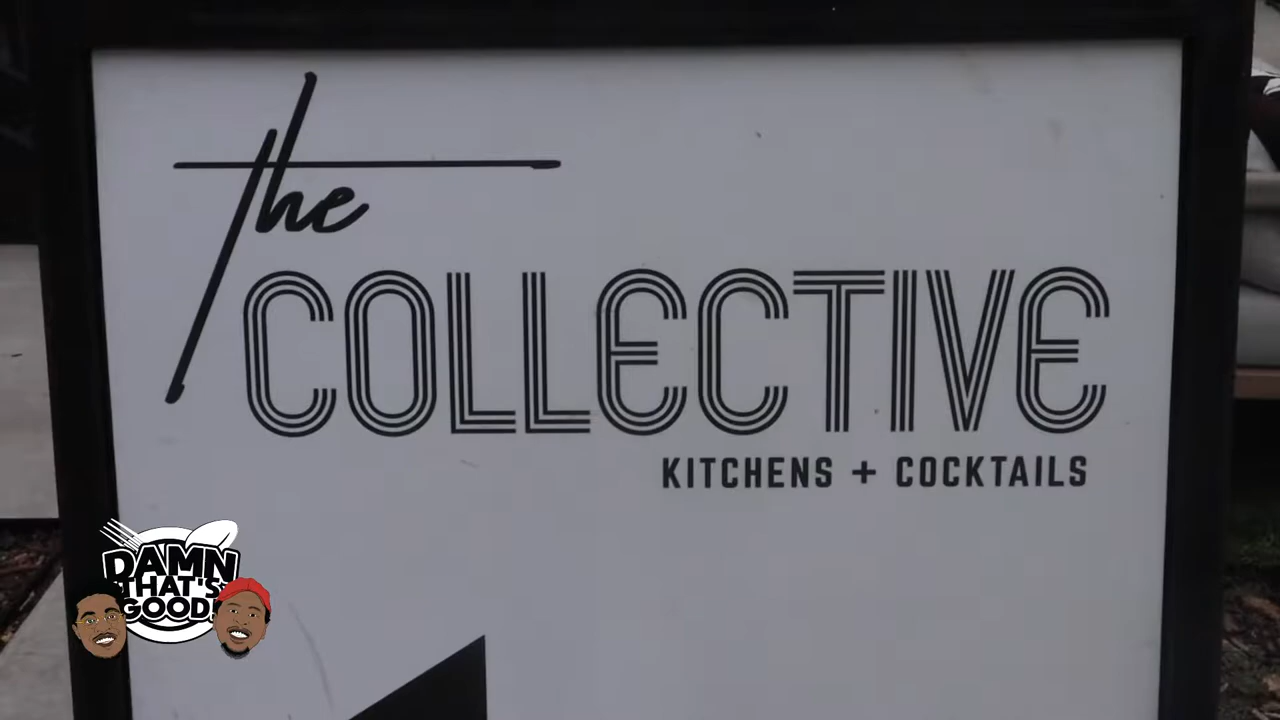 the
COLLECTIVE
KITCHENS + COCKTAILS
DAMN
THAT'S
GOOD!